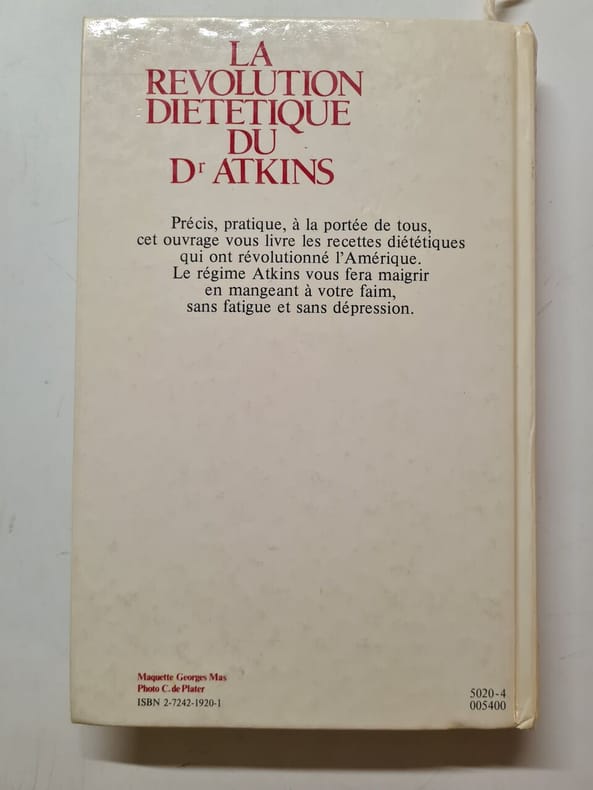 LA
REVOLUTION
DIETETIQUE
DU
Dr ATKINS
Précis, pratique, à la portée de tous,
cet ouvrage vous livre les recettes diététiques
qui ont révolutionné l'Amérique.
Le régime Atkins vous fera maigrir
en mangeant à votre faim,
sans fatigue et sans dépression.
Maquette Georges Mas
Photo C. de Plater
ISBN 2-7242-1920-1
5020-4
005400